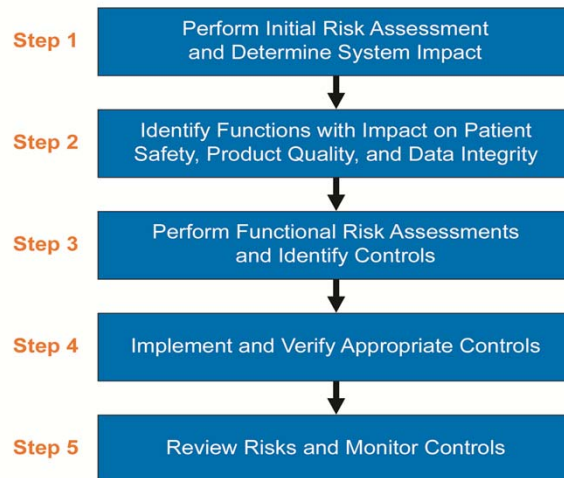 Step 1
Perform Initial Risk Assessment
and Determine System Impact
Step 2
Identify Functions with Impact on Patient
Safety, Product Quality, and Data Integrity
Step 3
Perform Functional Risk Assessments
and Identify Controls
Step 4
Implement and Verify Appropriate Controls
Step 5
Review Risks and Monitor Controls